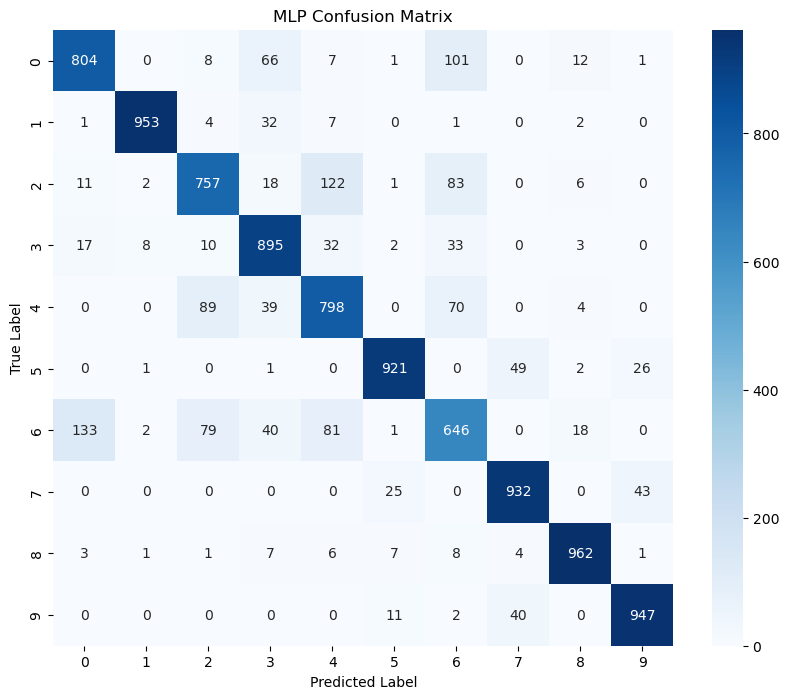 MLP Confusion Matrix
0 804 0 8 66 7 1 101 0 12 1
1 1 953 4 32 7 0 1 0 2 0
2 11 2 757 18 122 1 83 0 6 0
3 17 8 10 895 32 2 33 0 3 0
4 0 0 89 39 798 0 70 0 4 0
5 0 1 0 1 0 921 0 49 2 26
6 133 2 79 40 81 1 646 0 18 0
7 0 0 0 0 0 25 0 932 0 43
8 3 1 1 7 6 7 8 4 962 1
9 0 0 0 0 0 11 2 40 0 947
0 1 2 3 4 5 6 7 8 9
Predicted Label
True Label
800
600
400
200
0